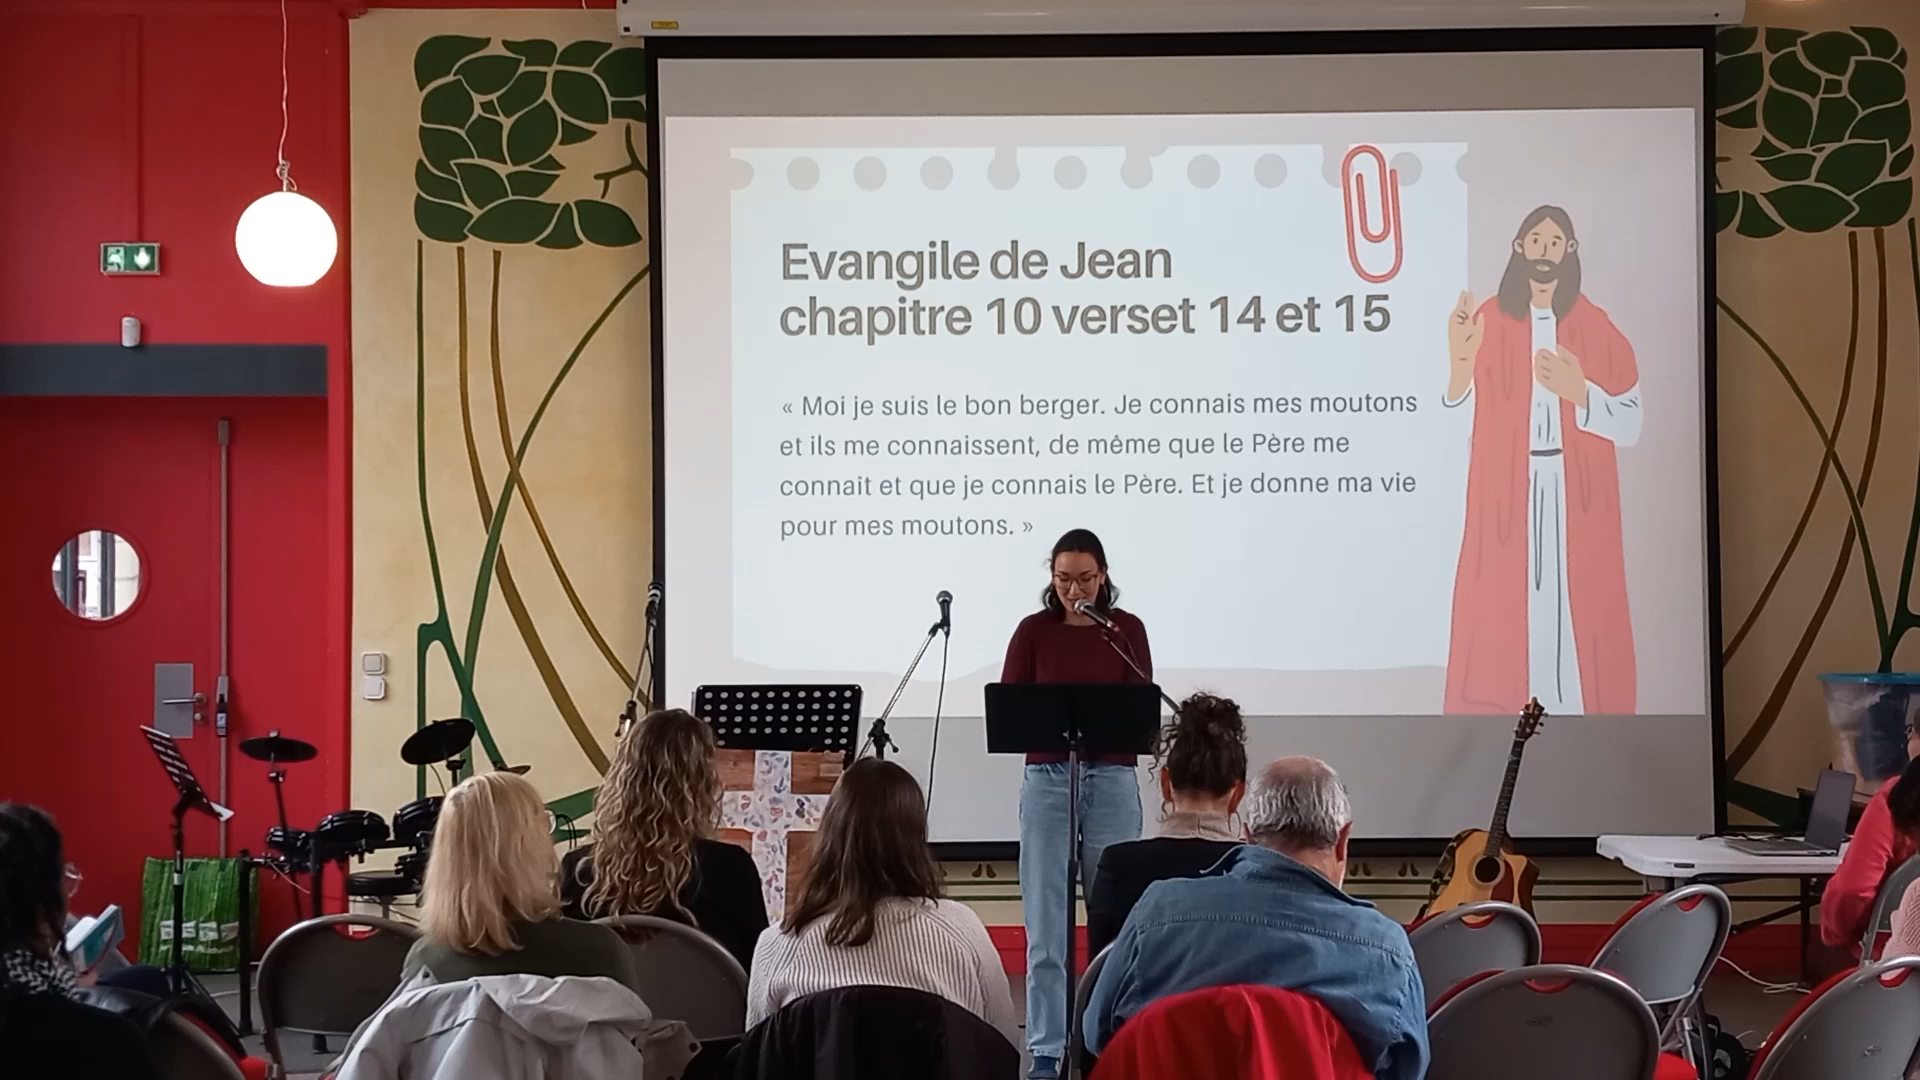 Evangile de Jean
chapitre 10 verset 14 et 15
« Moi je suis le bon berger. Je connais mes moutons
et ils me connaissent, de même que le Père me
connait et que je connais le Père. Et je donne ma vie
pour mes moutons. »